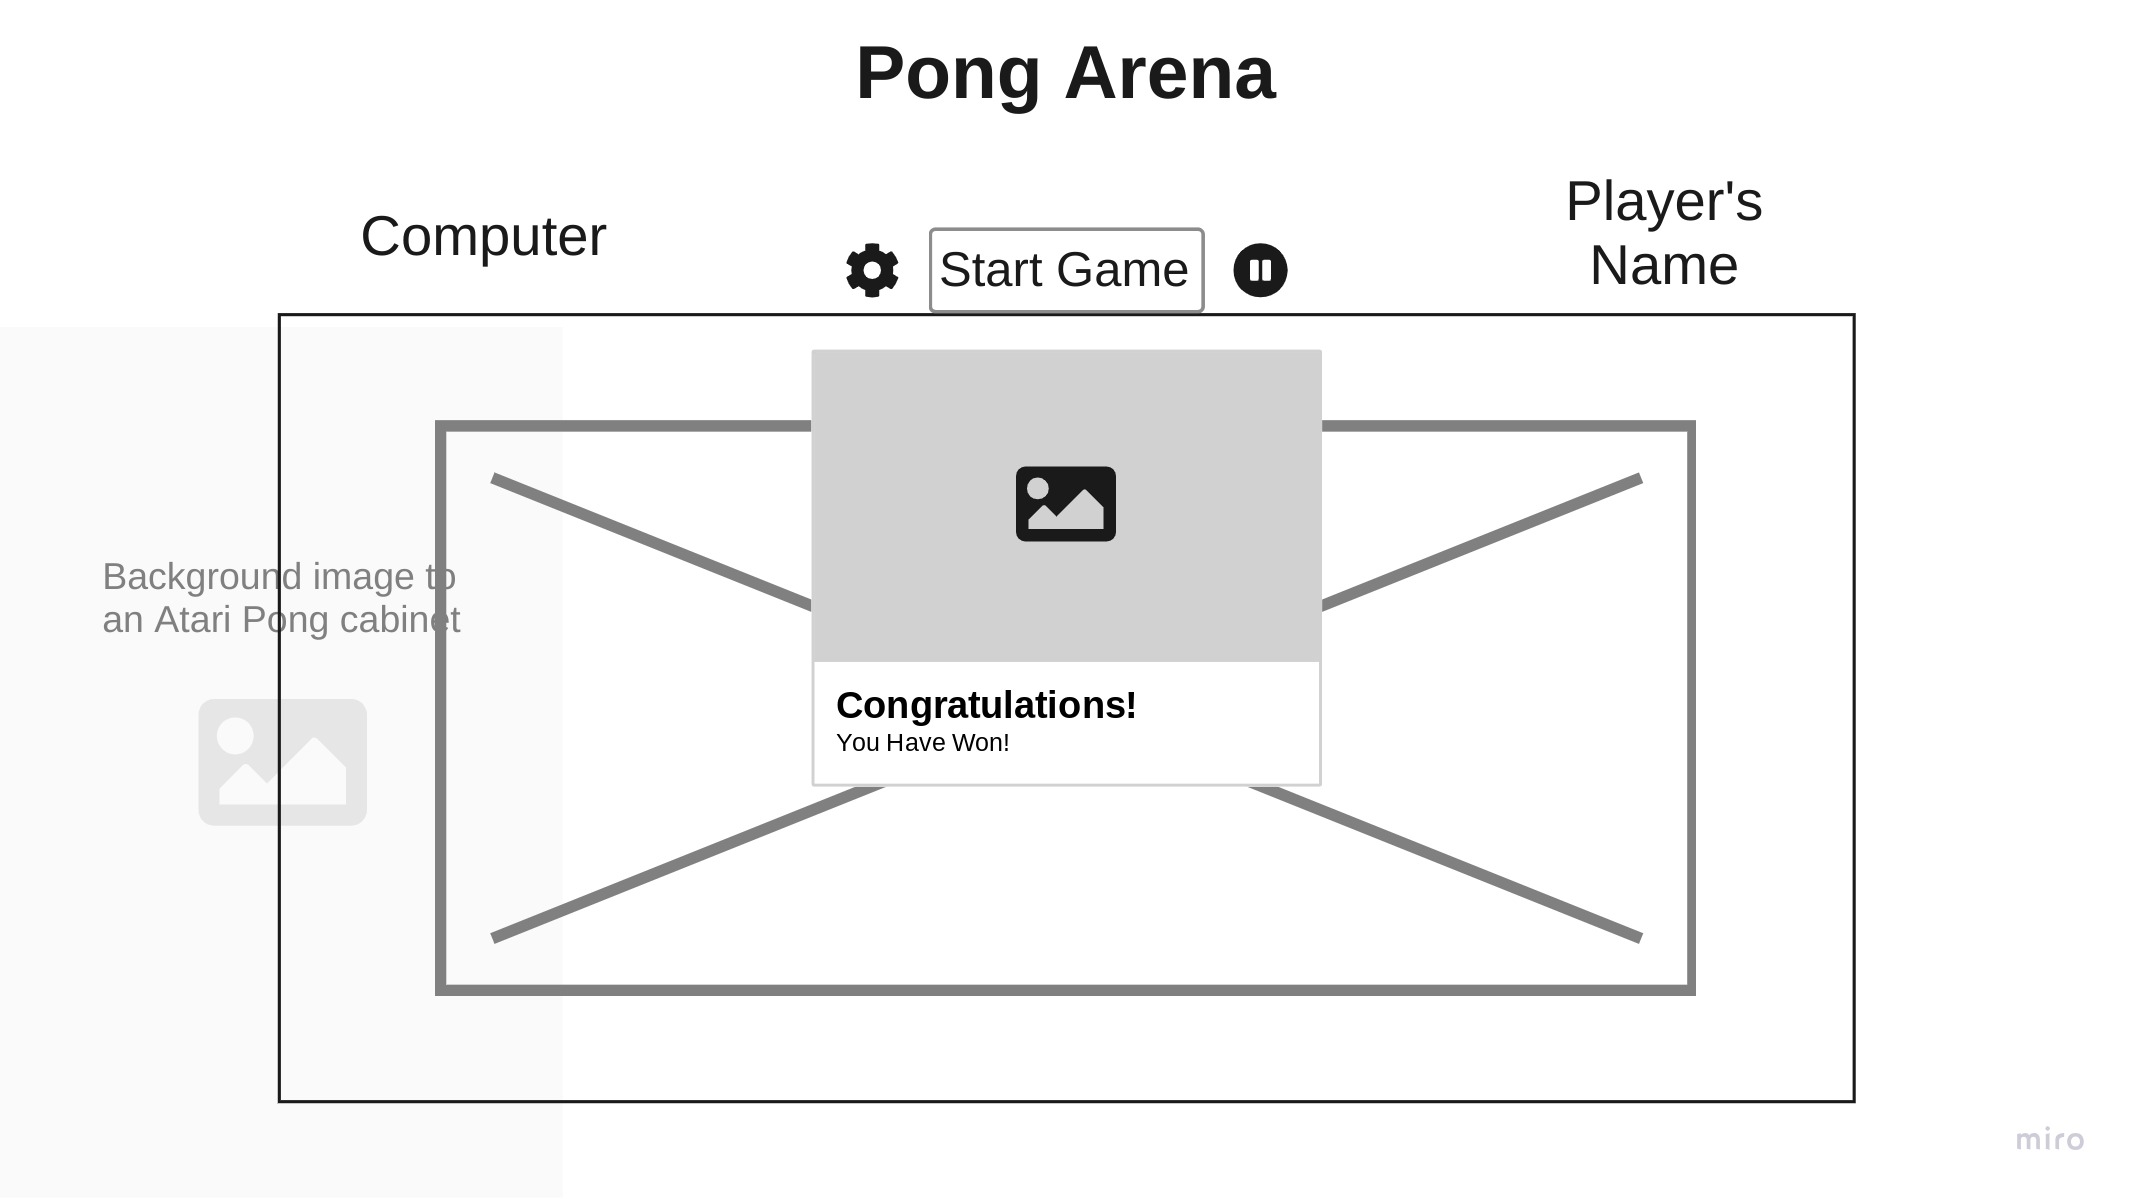 Pong Arena
Computer
Start Game
Player's
Name
Background image to
an Atari Pong cabinet
Congratulations!
You Have Won!
miro